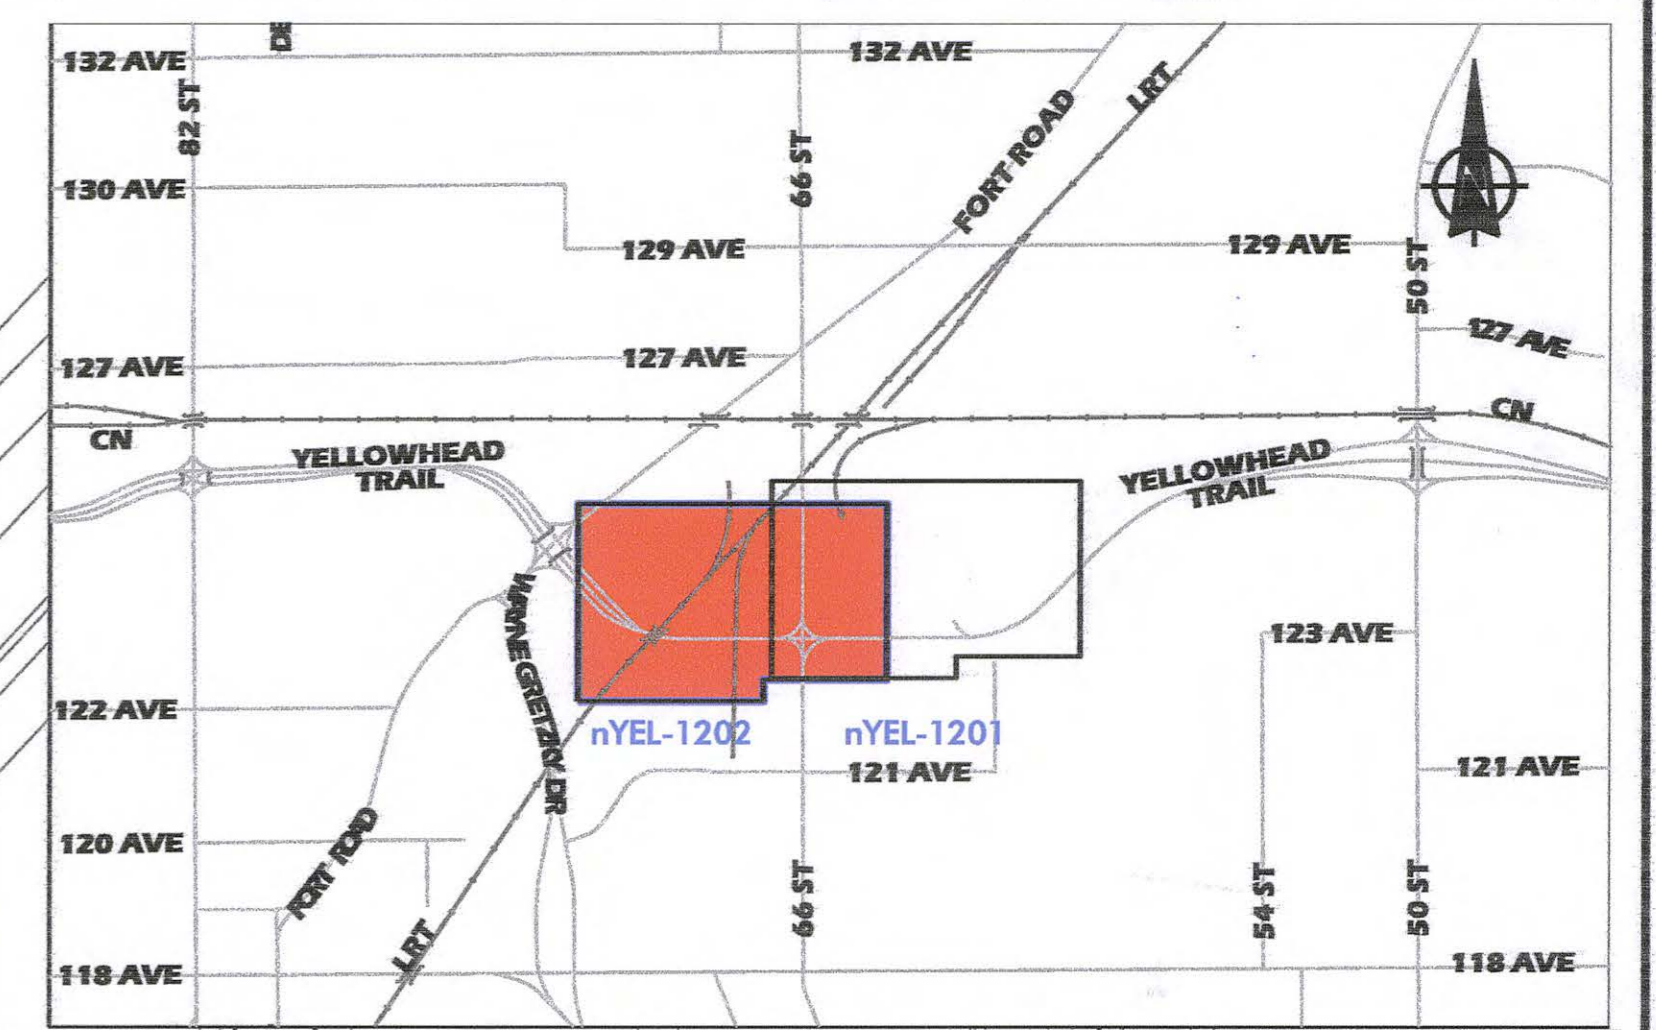 DE
132 AVE
132 AVE
82 ST
FORT ROAD
LRT
66 ST
N
130 AVE
129 AVE
129 AVE
50 ST
127 AVE
127 AVE
127 AVE
CN
CN
YELLOWHEAD
TRAIL
YELLOWHEAD
TRAIL
WAYNE GRETZKY DR
123 AVE
122 AVE
nYEL-1202
nYEL-1201
121 AVE
121 AVE
120 AVE
FORT ROAD
66 ST
54 ST
50 ST
LRT
118 AVE
118 AVE